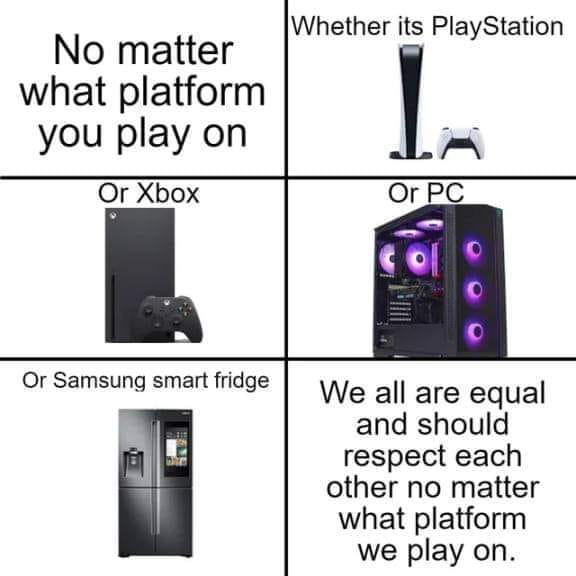 No matter
what platform
you play on
Whether its PlayStation
Or Xbox
Or PC
Or Samsung smart fridge
We all are equal
and should
respect each
other no matter
what platform
we play on.